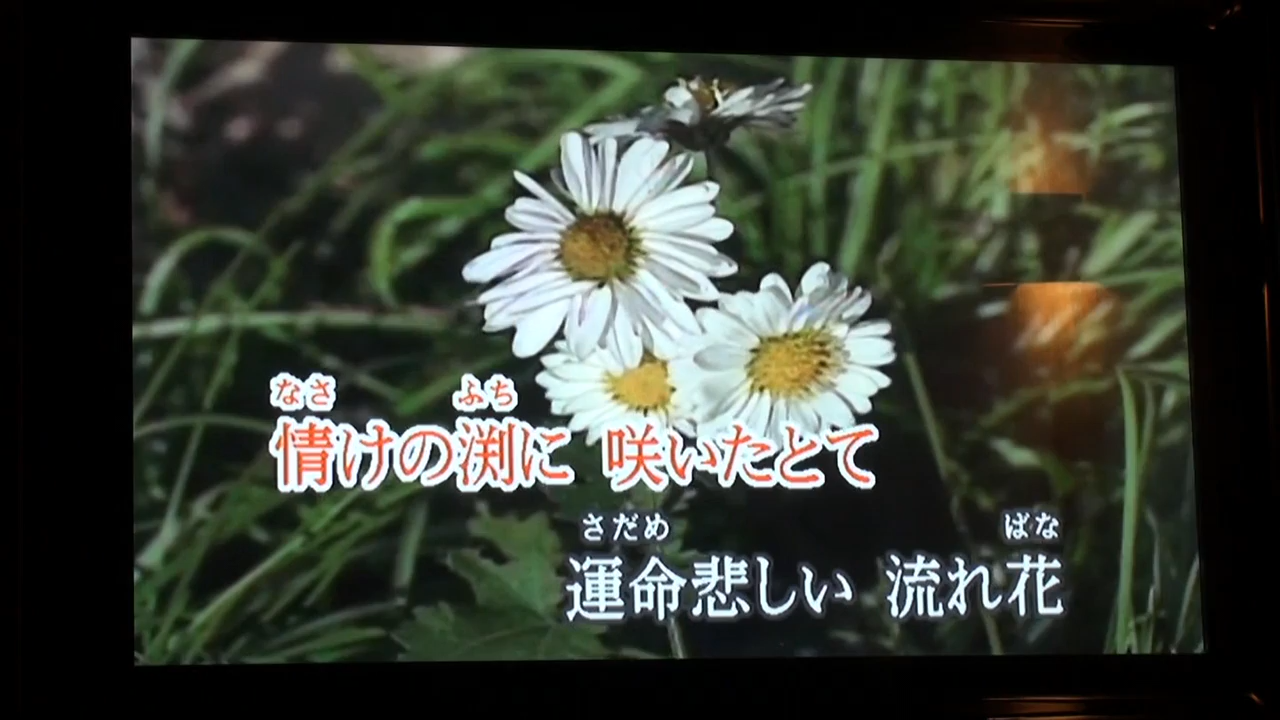 なさ ふち
情けの渕に 咲いたとて
さだめ ばな
運命悲しい 流れ花